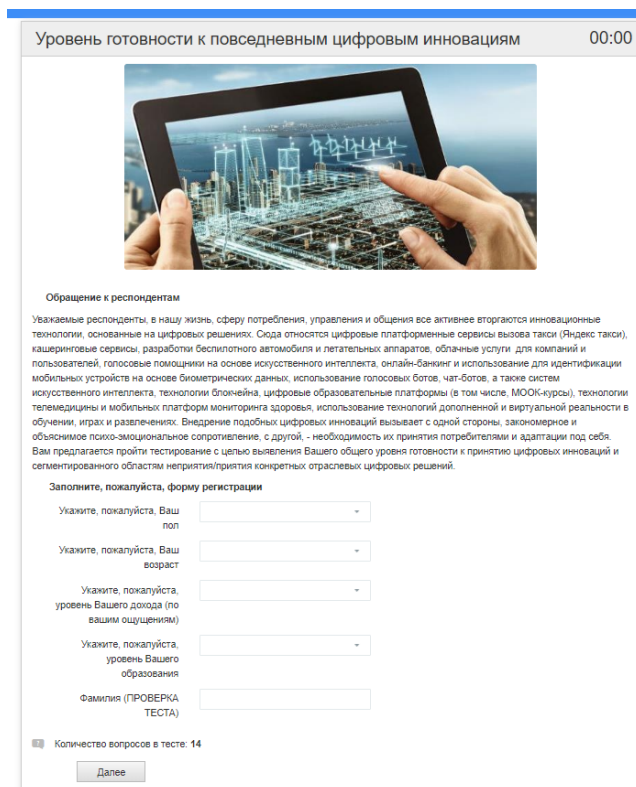 Уровень готовности к повседневным цифровым инновациям 00:00
Обращение к респондентам
Уважаемые респонденты, в нашу жизнь, сферу потребления, управления и общения все активнее вторгаются инновационные
технологии, основанные на цифровых решениях. Сюда относятся цифровые платформенные сервисы вызова такси (Яндекс такси),
кашеринговые сервисы, разработки беспилотного автомобиля и летательных аппаратов, облачные услуги для компаний и
пользователей, голосовые помощники на основе искусственного интеллекта, онлайн-банкинг и использование для идентификации
мобильных устройств на основе биометрических данных, использование голосовых ботов, чат-ботов, а также систем
искусственного интеллекта, технологии блокчейна, цифровые образовательные платформы (в том числе, МООК-курсы), технологии
телемедицины и мобильных платформ мониторинга здоровья, использование технологий дополненной и виртуальной реальности в
обучении, играх и развлечениях. Внедрение подобных цифровых инноваций вызывает с одной стороны, закономерное и
объяснимое психо-эмоциональное сопротивление, с другой, - необходимость их принятия потребителями и адаптации под себя.
Вам предлагается пройти тестирование с целью выявления Вашего общего уровня готовности к принятию цифровых инноваций и
сегментированного областям неприятия/приятия конкретных отраслевых цифровых решений.
Заполните, пожалуйста, форму регистрации
Укажите, пожалуйста, Ваш
пол
Укажите, пожалуйста, Ваш
возраст
Укажите, пожалуйста,
уровень Вашего дохода (по
вашим ощущениям)
Укажите, пожалуйста,
уровень Вашего
образования
Фамилия (ПРОВЕРКА
ТЕСТА)
Количество вопросов в тесте: 14
Далее